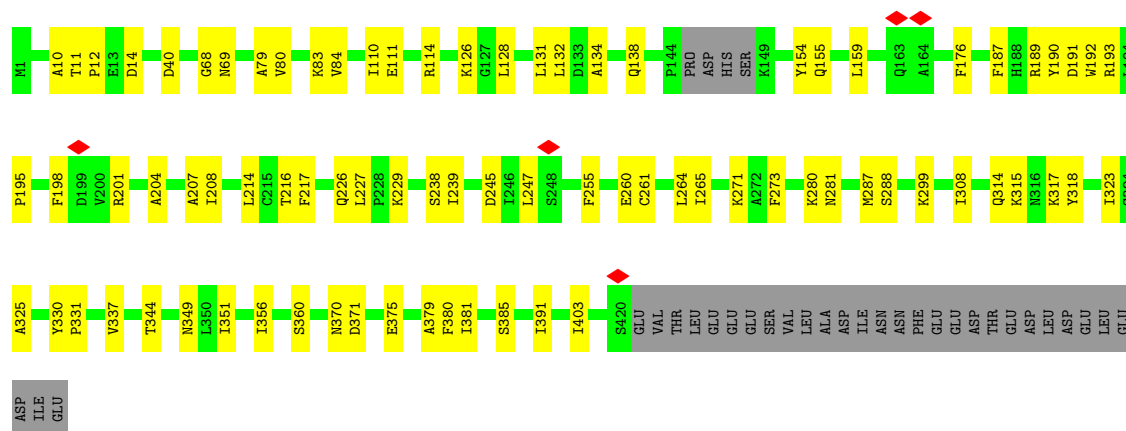 M1 A10 T11 P12 E13 D14 D40 G68 N69 A79 V80 K83 V84 I110 E111 R114 K126 G127 L128 L131 L132 D133 A134 Q138 P144 PRO ASP HIS SER K149 Y154 Q155 L159 Q163 A164 F176 F187 H188 R189 Y190 D191 W192 R193
P195 F198 D199 V200 R201 A204 A207 I208 L214 C215 T216 F217 Q226 L227 P228 K229 S238 I239 D245 I246 L247 S248 F255 E260 C261 L264 I265 K271 A272 F273 K280 N281 M287 S288 K299 I308 Q314 K315 N316 K317 Y318 I323
A325 Y330 P331 V337 T344 N349 L350 I351 I356 S360 N370 D371 E375 A379 F380 I381 S385 I391 I403 S420 GLU VAL THR LEU GLU GLU GLU SER VAL LEU ALA ASP ILE ASN ASN PHE GLU GLU ASP THR GLU ASP LEU ASP GLU LEU GLU
ASP ILE GLU